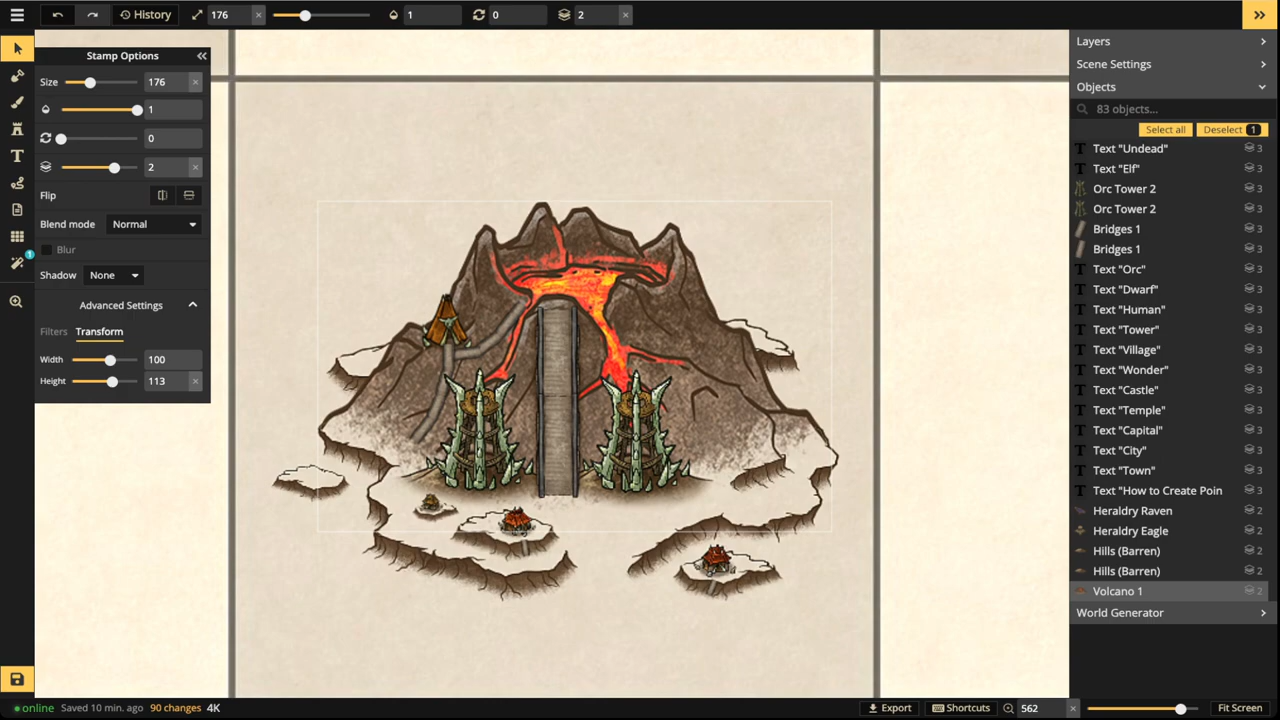 History 176 × 1 0 2 ×
Stamp Options
Size 176 ×
1
0
2 ×
Flip
Blend mode Normal
Blur
Shadow None
Advanced Settings
Filters Transform
Width 100
Height 113 ×
1
Layers
Scene Settings
Objects
83 objects...
Select all Deselect 1
Text "Undead" 3
Text "Elf" 3
Orc Tower 2 3
Orc Tower 2 3
Bridges 1 3
Bridges 1 3
Text "Orc" 3
Text "Dwarf" 3
Text "Human" 3
Text "Tower" 3
Text "Village" 3
Text "Wonder" 3
Text "Castle" 3
Text "Temple" 3
Text "Capital" 3
Text "City" 3
Text "Town" 3
Text "How to Create Poin 3
Heraldry Raven 2
Heraldry Eagle 2
Hills (Barren) 2
Hills (Barren) 2
Volcano 1 2
World Generator
online Saved 10 min. ago 90 changes 4K Export Shortcuts 562 × Fit Screen